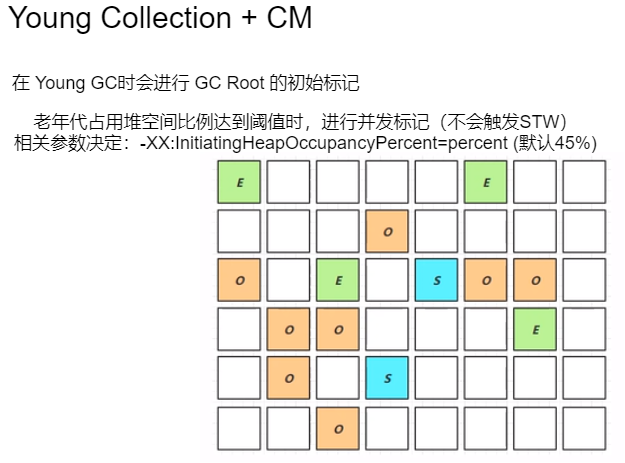 Young Collection + CM
在 Young GC时会进行 GC Root 的初始标记
老年代占用堆空间比例达到阈值时，进行并发标记（不会触发STW）
相关参数决定：-XX:InitiatingHeapOccupancyPercent=percent (默认45%)
E E
O
O E S O O
O O E
O S
O